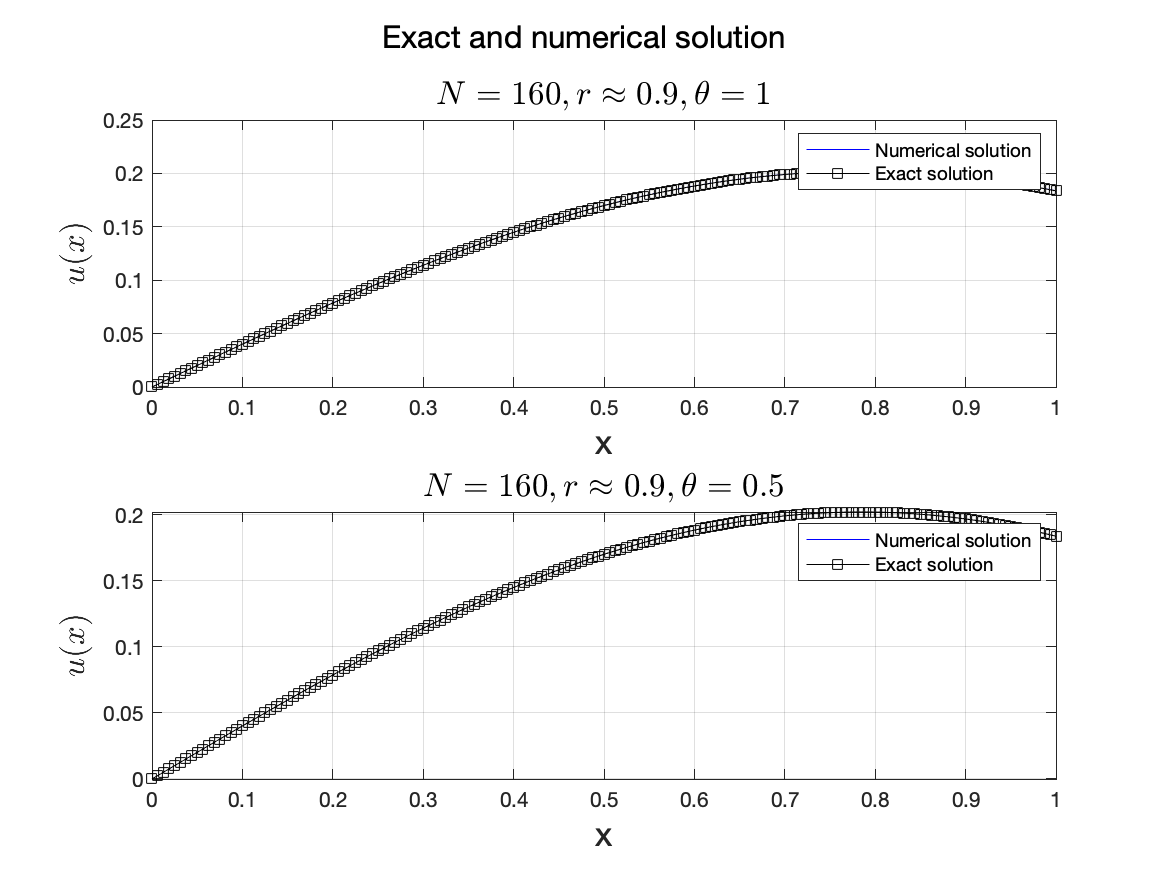 Exact and numerical solution
N = 160, r ≈ 0.9, θ = 1
0.25
0.2
0.15
0.1
0.05
0
u(x)
Numerical solution
Exact solution
0 0.1 0.2 0.3 0.4 0.5 0.6 0.7 0.8 0.9 1
x
N = 160, r ≈ 0.9, θ = 0.5
0.2
0.15
0.1
0.05
0
u(x)
Numerical solution
Exact solution
0 0.1 0.2 0.3 0.4 0.5 0.6 0.7 0.8 0.9 1
x